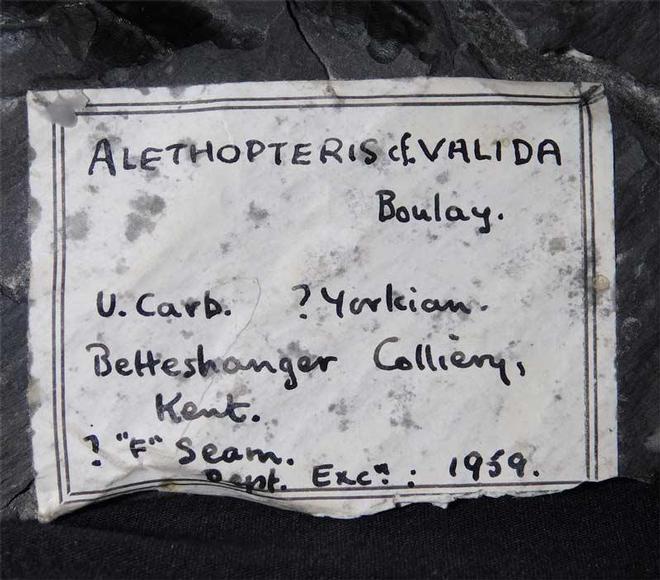 ALETHOPTERIS cf. VALIDA
Boulay.
U. Carb. ? Yorkian.
Betteshanger Colliery,
Kent.
? "F" Seam.
Dept. Excⁿ. : 1959.